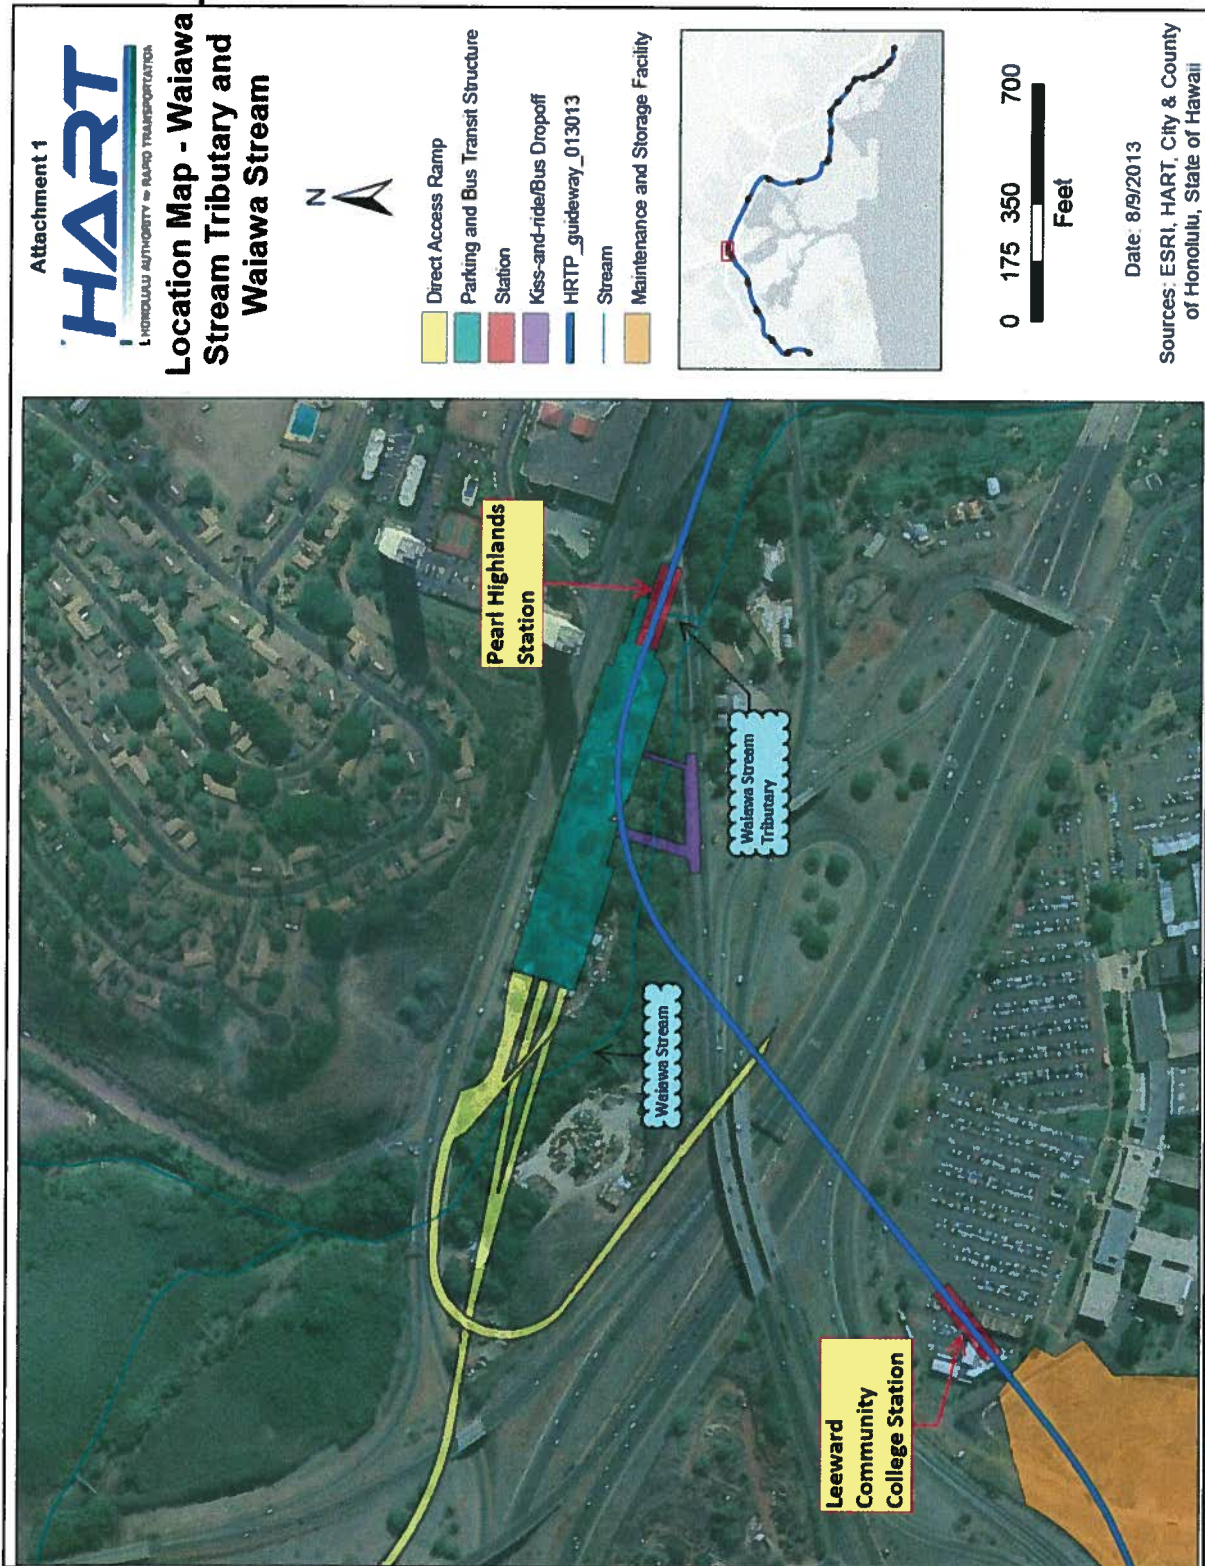 Attachment 1
HART
HONOLULU AUTHORITY for RAPID TRANSPORTATION
Location Map - Waiawa
Stream Tributary and
Waiawa Stream
N
Direct Access Ramp
Parking and Bus Transit Structure
Station
Kiss-and-ride/Bus Dropoff
HRTP_guideway_013013
Stream
Maintenance and Storage Facility
0 175 350 700
Feet
Date: 8/9/2013
Sources: ESRI, HART, City & County
of Honolulu, State of Hawaii
Pearl Highlands
Station
Waiawa Stream
Tributary
Waiawa Stream
Leeward
Community
College Station